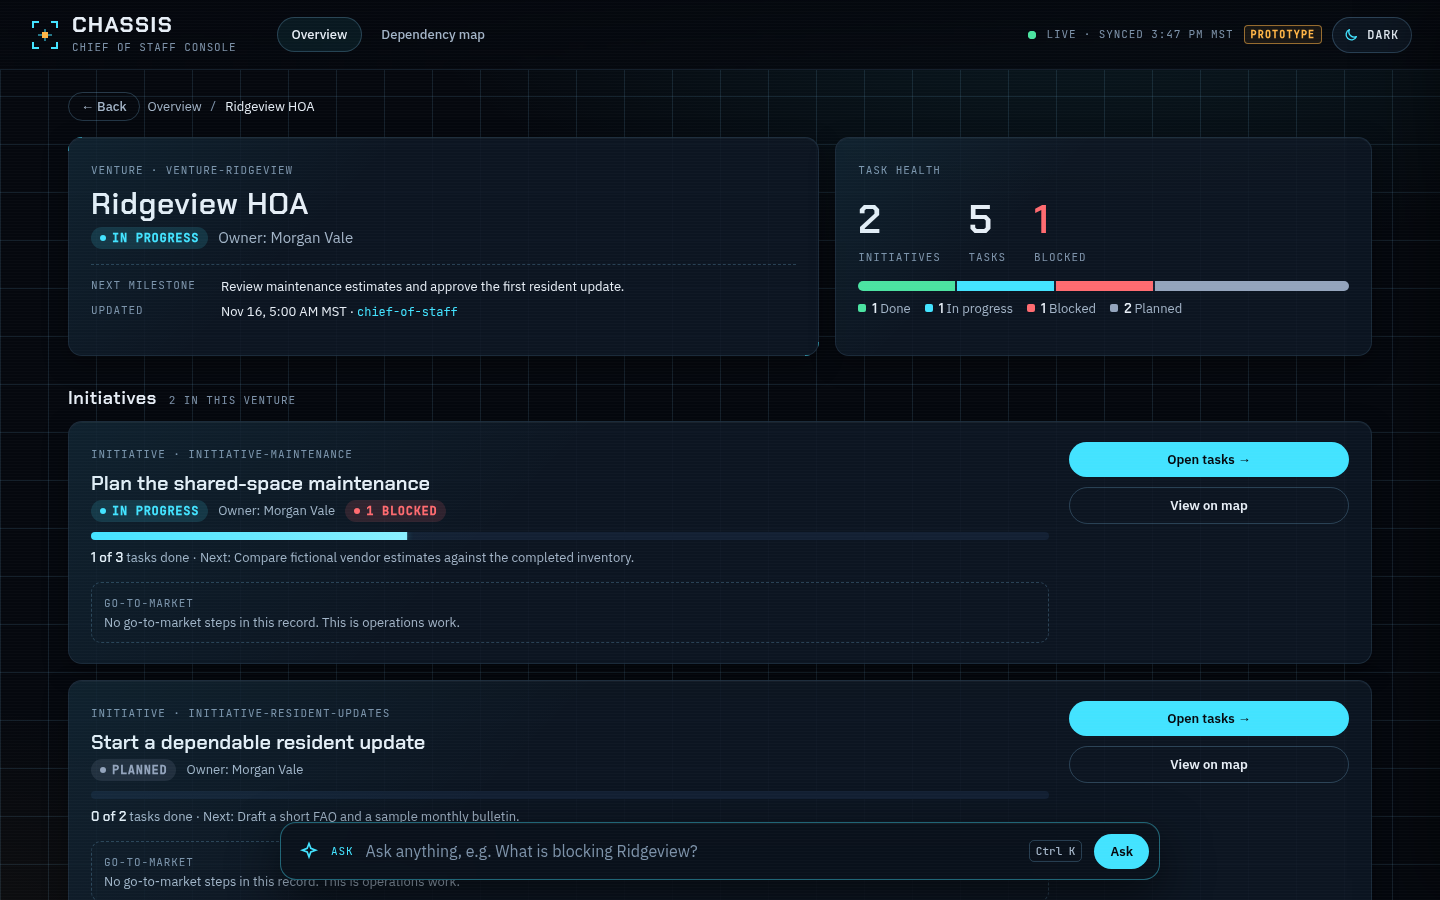 CHASSIS
CHIEF OF STAFF CONSOLE
Overview
Dependency map
LIVE · SYNCED 3:47 PM MST
PROTOTYPE
DARK
← Back
Overview / Ridgeview HOA
VENTURE · VENTURE-RIDGEVIEW
Ridgeview HOA
IN PROGRESS
Owner: Morgan Vale
NEXT MILESTONE
Review maintenance estimates and approve the first resident update.
UPDATED
Nov 16, 5:00 AM MST · chief-of-staff
TASK HEALTH
2
INITIATIVES
5
TASKS
1
BLOCKED
1 Done
1 In progress
1 Blocked
2 Planned
Initiatives
2 IN THIS VENTURE
INITIATIVE · INITIATIVE-MAINTENANCE
Plan the shared-space maintenance
IN PROGRESS
Owner: Morgan Vale
1 BLOCKED
1 of 3 tasks done · Next: Compare fictional vendor estimates against the completed inventory.
GO-TO-MARKET
No go-to-market steps in this record. This is operations work.
Open tasks →
View on map
INITIATIVE · INITIATIVE-RESIDENT-UPDATES
Start a dependable resident update
PLANNED
Owner: Morgan Vale
0 of 2 tasks done · Next: Draft a short FAQ and a sample monthly bulletin.
GO-TO-MARKET
No go-to-market steps in this record. This is operations work.
Open tasks →
View on map
ASK
Ask anything, e.g. What is blocking Ridgeview?
Ctrl K
Ask